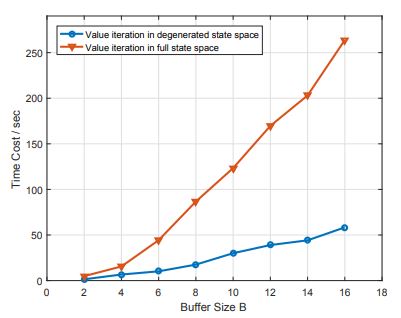 Value iteration in degenerated state space
Value iteration in full state space
Time Cost / sec
250
200
150
100
50
0
0 2 4 6 8 10 12 14 16 18
Buffer Size B